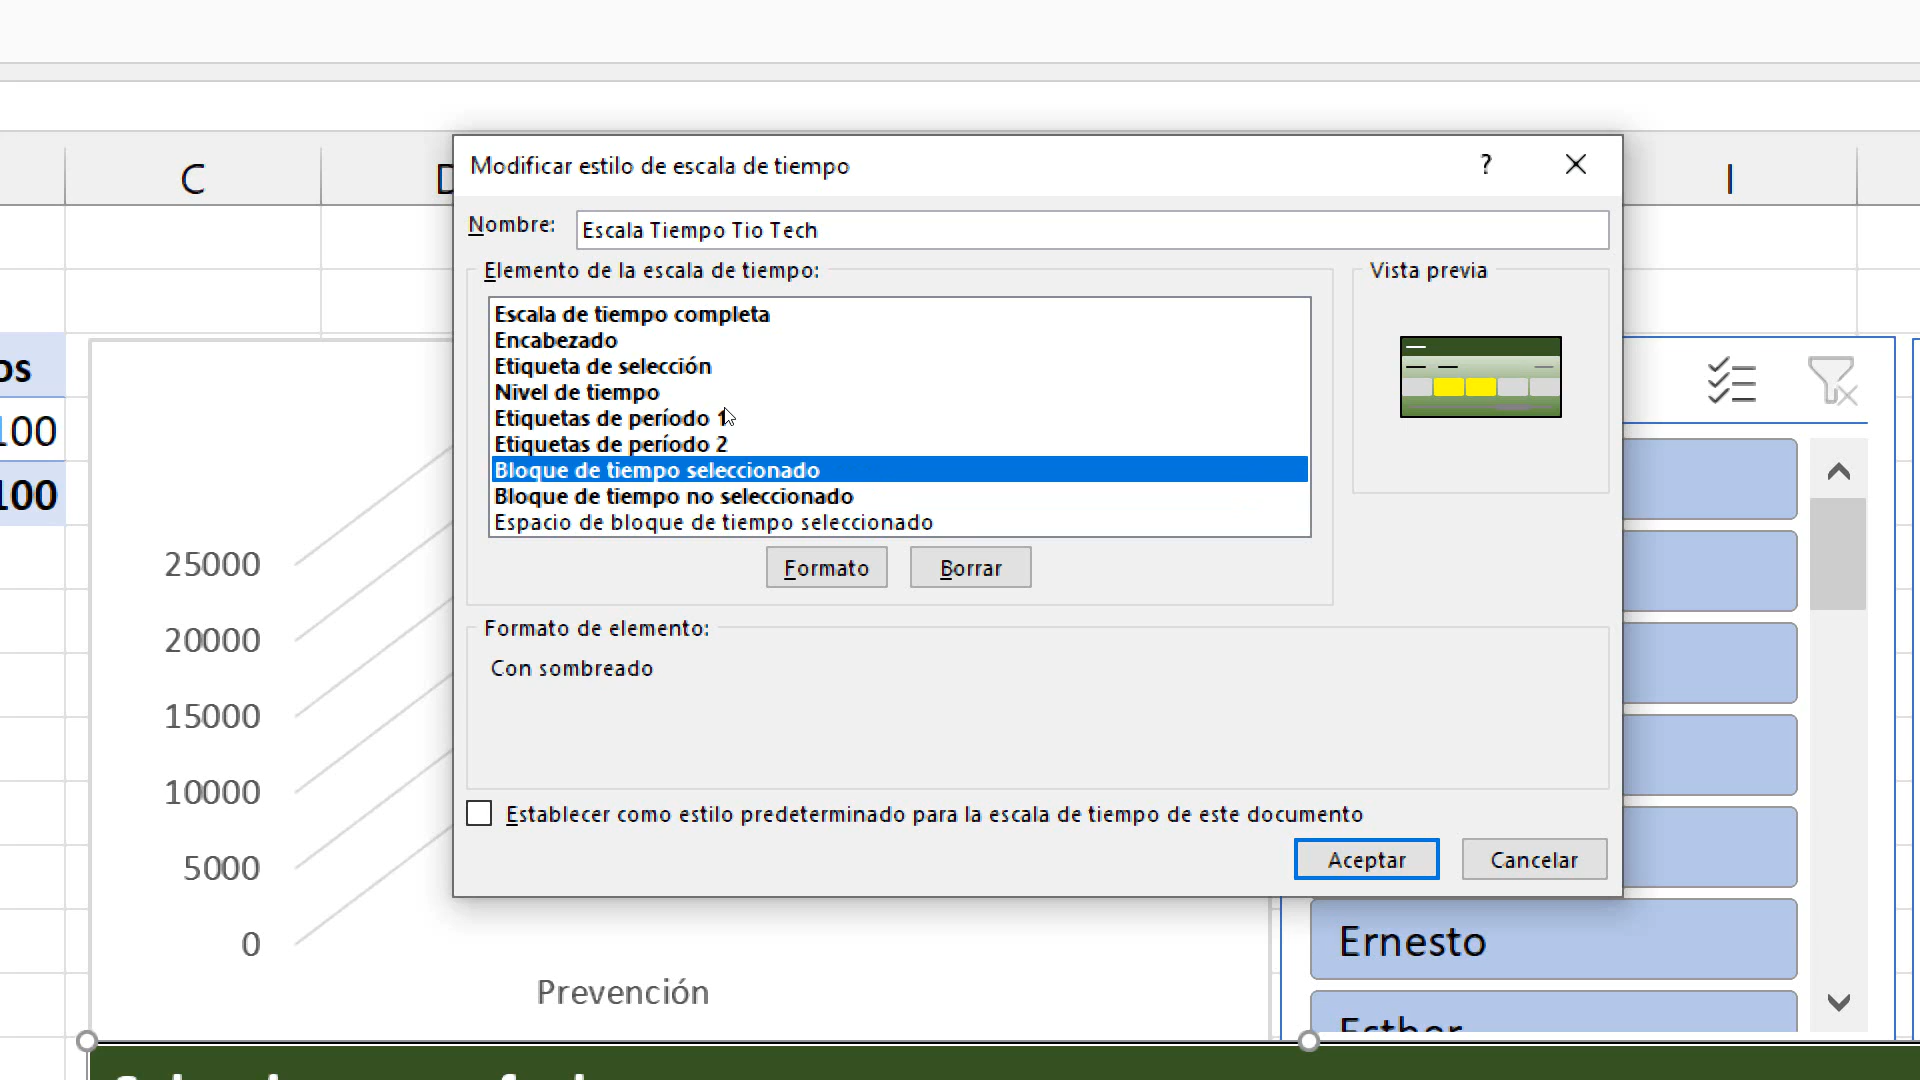 C
D
I
Modificar estilo de escala de tiempo
?
Nombre:
Escala Tiempo Tio Tech
Elemento de la escala de tiempo:
Vista previa
Escala de tiempo completa
Encabezado
Etiqueta de selección
Nivel de tiempo
Etiquetas de período 1
Etiquetas de período 2
Bloque de tiempo seleccionado
Bloque de tiempo no seleccionado
Espacio de bloque de tiempo seleccionado
Formato
Borrar
Formato de elemento:
Con sombreado
Establecer como estilo predeterminado para la escala de tiempo de este documento
Aceptar
Cancelar
os
100
100
25000
20000
15000
10000
5000
0
Prevención
Ernesto
Esther